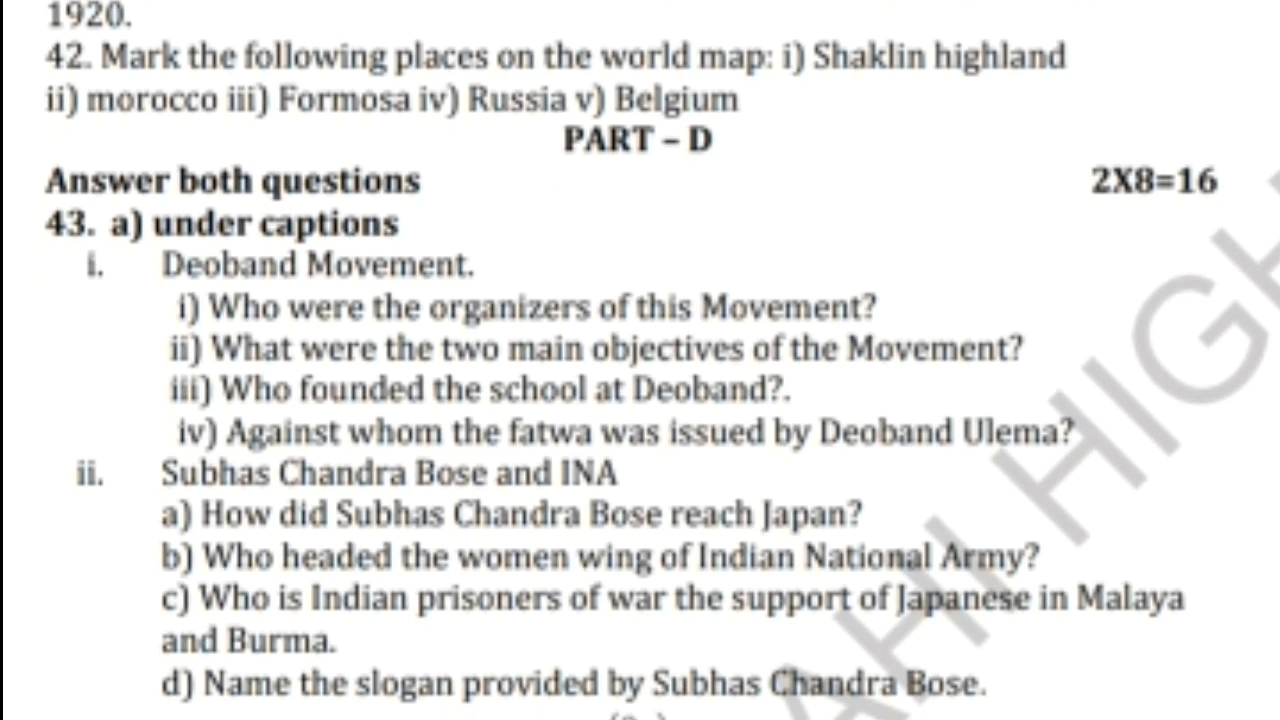 1920.
42. Mark the following places on the world map: i) Shaklin highland
ii) morocco iii) Formosa iv) Russia v) Belgium
PART – D
Answer both questions 2X8=16
43. a) under captions
i. Deoband Movement.
i) Who were the organizers of this Movement?
ii) What were the two main objectives of the Movement?
iii) Who founded the school at Deoband?.
iv) Against whom the fatwa was issued by Deoband Ulema?
ii. Subhas Chandra Bose and INA
a) How did Subhas Chandra Bose reach Japan?
b) Who headed the women wing of Indian National Army?
c) Who is Indian prisoners of war the support of Japanese in Malaya
and Burma.
d) Name the slogan provided by Subhas Chandra Bose.